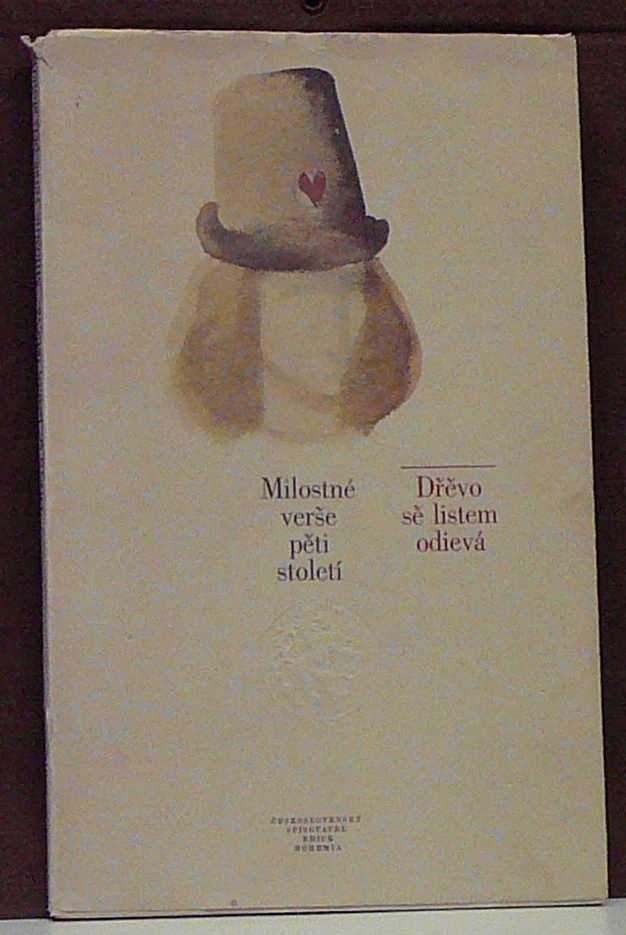 Milostné
verše
pěti
století
Dřěvo
sě listem
odievá
ČESKOSLOVENSKÝ
SPISOVATEL
EDICE
BOHEMIA